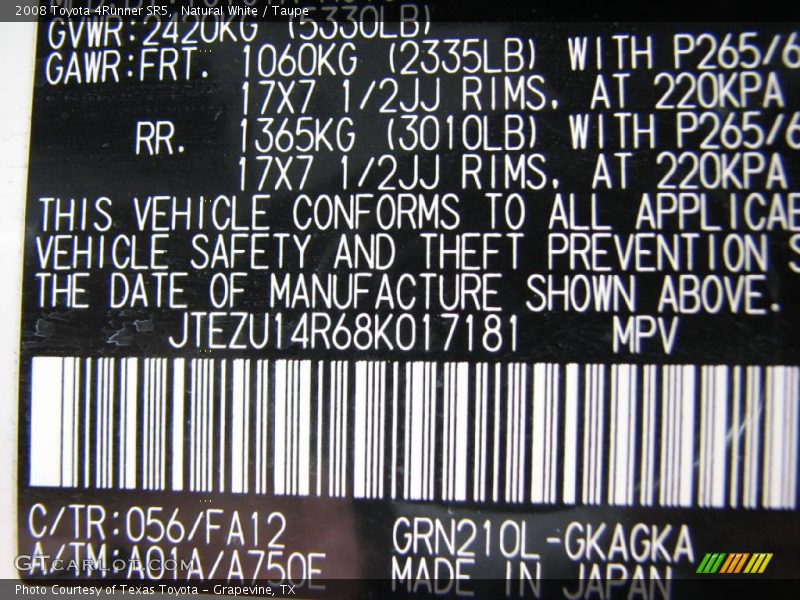 2008 Toyota 4Runner SR5,  Natural White / Taupe
GVWR:2420KG (5330LB)
GAWR:FRT. 1060KG (2335LB) WITH P265/6
17X7 1/2JJ RIMS, AT 220KPA
RR. 1365KG (3010LB) WITH P265/6
17X7 1/2JJ RIMS, AT 220KPA
THIS VEHICLE CONFORMS TO ALL APPLICAB
VEHICLE SAFETY AND THEFT PREVENTION S
THE DATE OF MANUFACTURE SHOWN ABOVE.
JTEZU14R68K017181 MPV
C/TR:056/FA12 GRN210L-GKAGKA
A/TM:A01A/A750E MADE IN JAPAN
GTCARLOT.COM
Photo Courtesy of Texas Toyota - Grapevine, TX